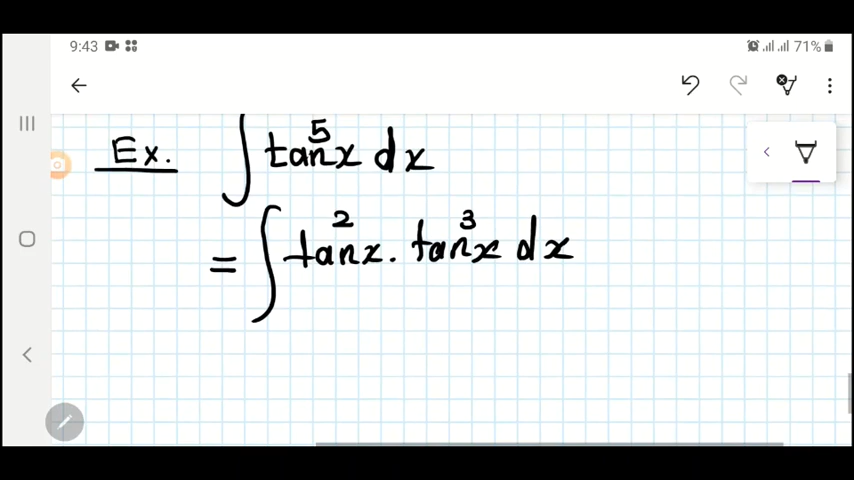 9:43 71%
Ex. ∫ tan⁵x dx
= ∫ tan²x . tan³x dx